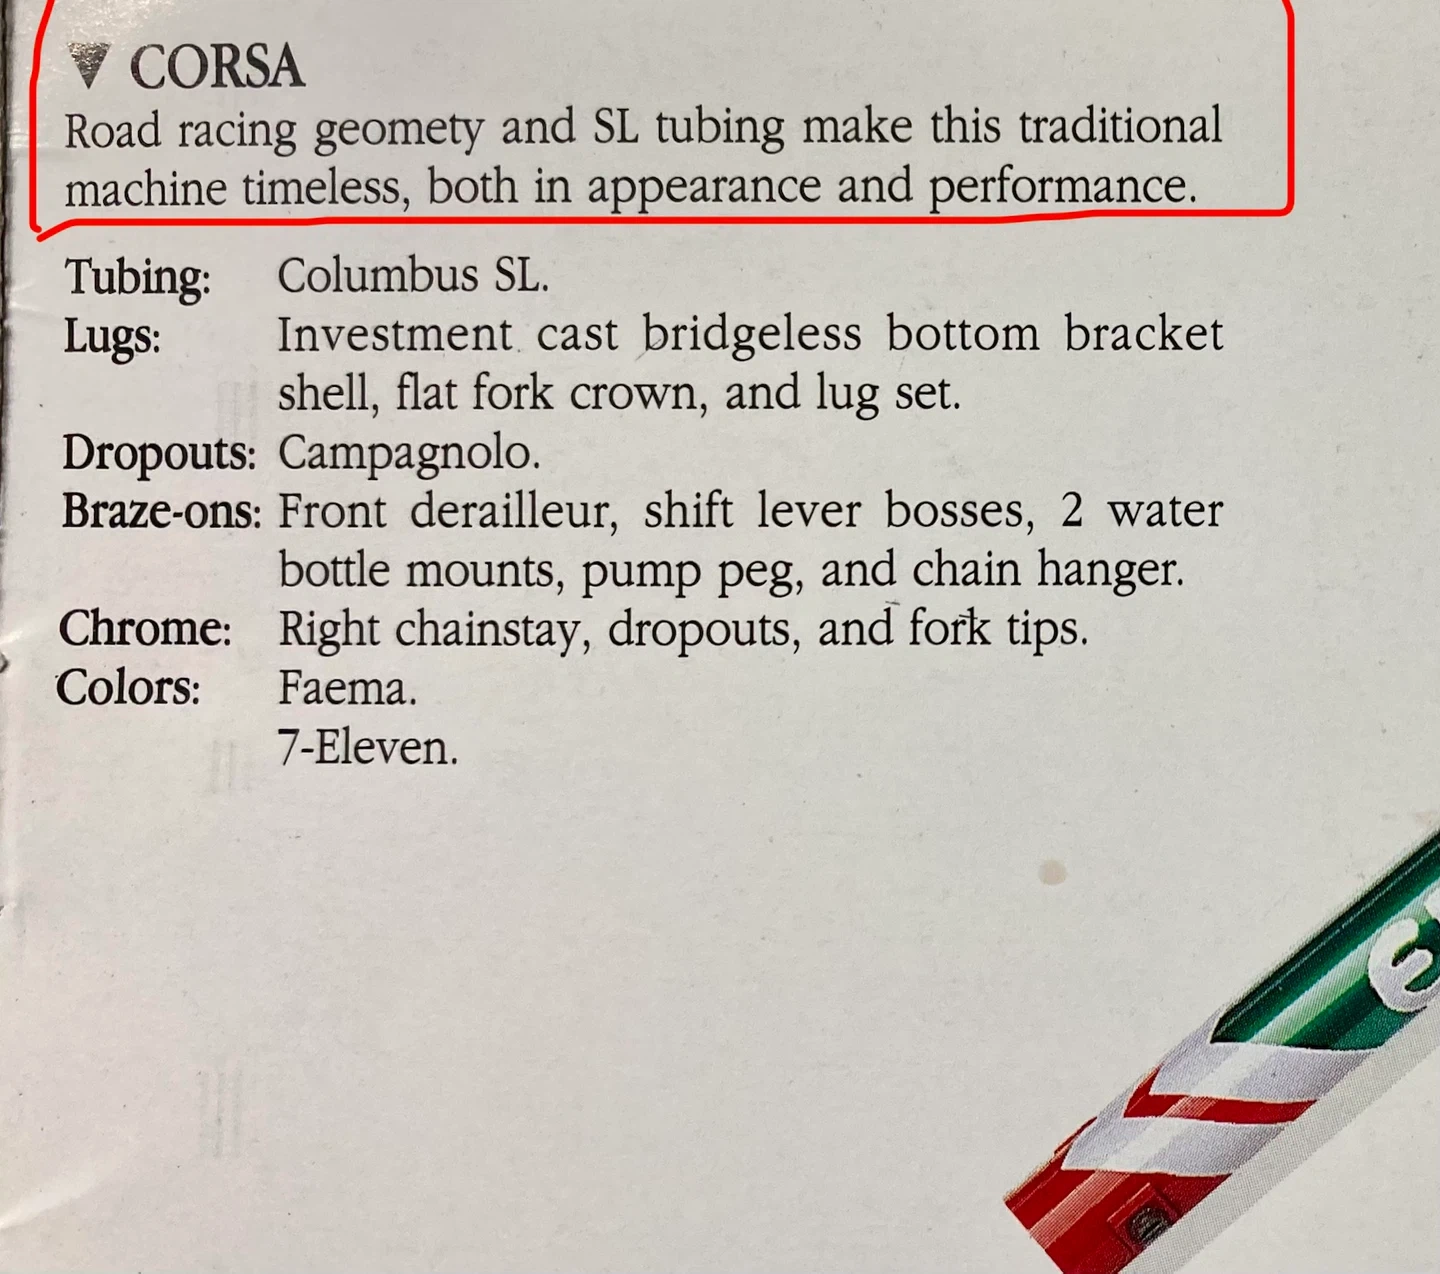 ▼ CORSA
Road racing geomety and SL tubing make this traditional
machine timeless, both in appearance and performance.
Tubing: Columbus SL.
Lugs: Investment cast bridgeless bottom bracket
shell, flat fork crown, and lug set.
Dropouts: Campagnolo.
Braze-ons: Front derailleur, shift lever bosses, 2 water
bottle mounts, pump peg, and chain hanger.
Chrome: Right chainstay, dropouts, and fork tips.
Colors: Faema.
7-Eleven.
e